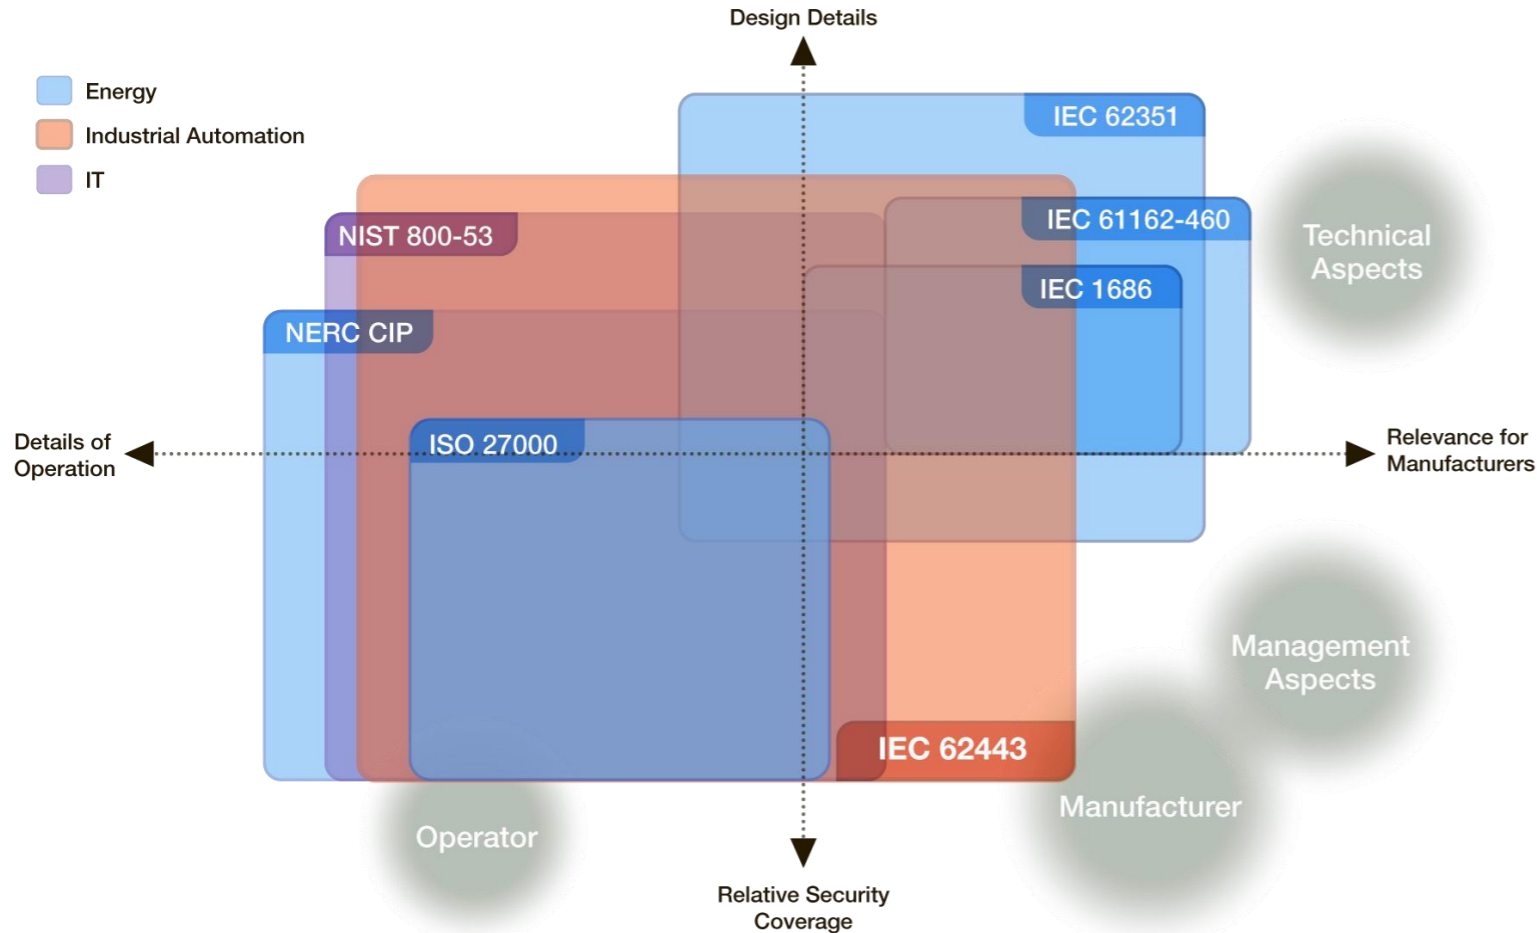 Design Details
Energy
Industrial Automation
IT
IEC 62351
NIST 800-53
IEC 61162-460
Technical
Aspects
IEC 1686
NERC CIP
ISO 27000
Details of
Operation
Relevance for
Manufacturers
Management
Aspects
IEC 62443
Manufacturer
Operator
Relative Security
Coverage